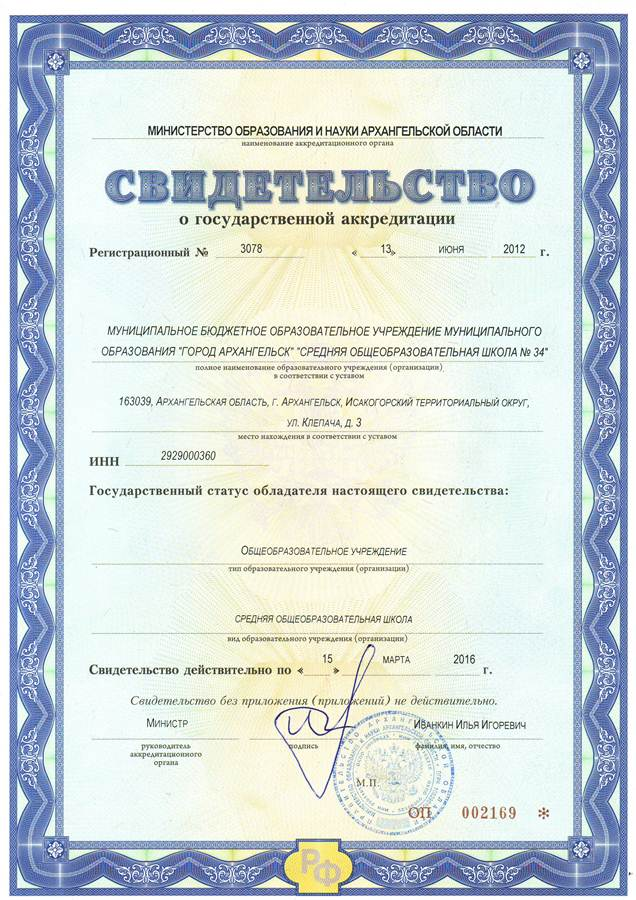 МИНИСТЕРСТВО ОБРАЗОВАНИЯ И НАУКИ АРХАНГЕЛЬСКОЙ ОБЛАСТИ
наименование аккредитационного органа
СВИДЕТЕЛЬСТВО
о государственной аккредитации
Регистрационный № 3078 « 13» ИЮНЯ 2012 г.
МУНИЦИПАЛЬНОЕ БЮДЖЕТНОЕ ОБРАЗОВАТЕЛЬНОЕ УЧРЕЖДЕНИЕ МУНИЦИПАЛЬНОГО
ОБРАЗОВАНИЯ "ГОРОД АРХАНГЕЛЬСК" "СРЕДНЯЯ ОБЩЕОБРАЗОВАТЕЛЬНАЯ ШКОЛА № 34"
полное наименование образовательного учреждения (организации)
в соответствии с уставом
163039, АРХАНГЕЛЬСКАЯ ОБЛАСТЬ, Г. АРХАНГЕЛЬСК, ИСАКОГОРСКИЙ ТЕРРИТОРИАЛЬНЫЙ ОКРУГ,
УЛ. КЛЕПАЧА, Д. 3
место нахождения в соответствии с уставом
ИНН 2929000360
Государственный статус обладателя настоящего свидетельства:
ОБЩЕОБРАЗОВАТЕЛЬНОЕ УЧРЕЖДЕНИЕ
тип образовательного учреждения (организации)
СРЕДНЯЯ ОБЩЕОБРАЗОВАТЕЛЬНАЯ ШКОЛА
вид образовательного учреждения (организации)
Свидетельство действительно по « 15 » МАРТА 2016 г.
Свидетельство без приложения (приложений) не действительно.
МИНИСТР ИВАНКИН ИЛЬЯ ИГОРЕВИЧ
руководитель
аккредитационного
органа
подпись
фамилия, имя, отчество
М.П.
ОП 002169 *
РФ